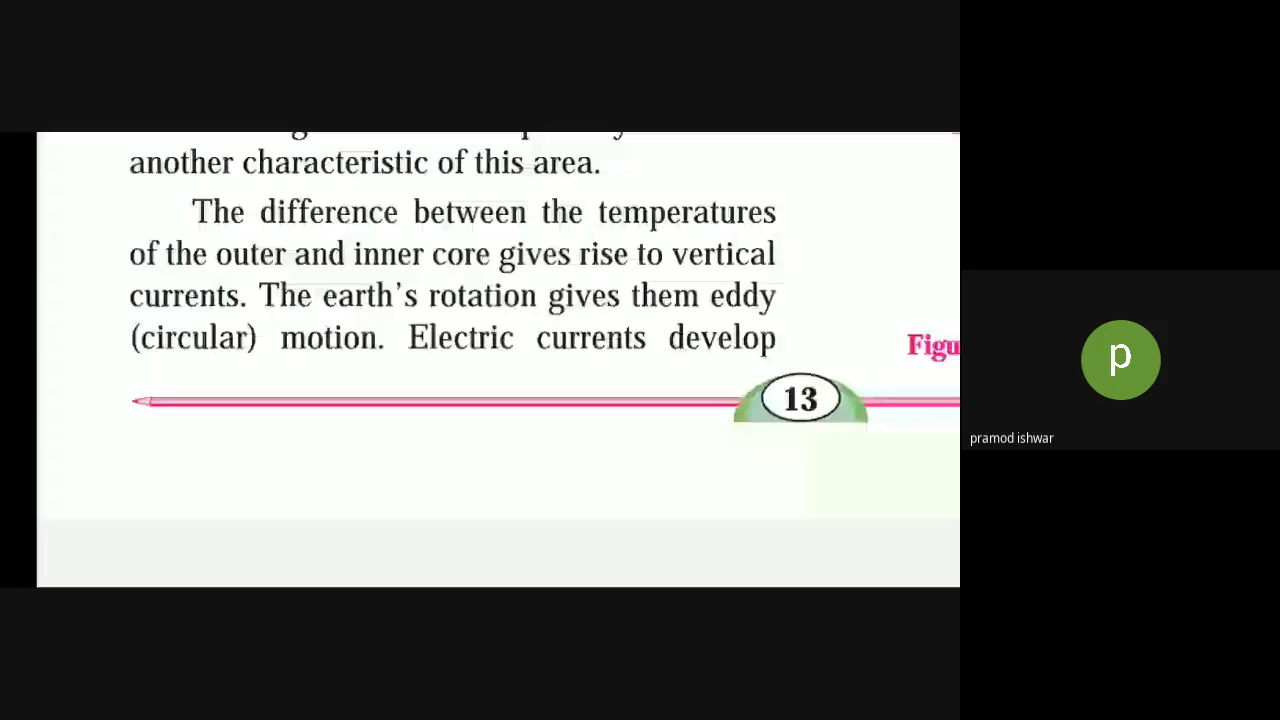 another characteristic of this area.
The difference between the temperatures
of the outer and inner core gives rise to vertical
currents. The earth's rotation gives them eddy
(circular) motion. Electric currents develop
Figu
13
p
pramod ishwar